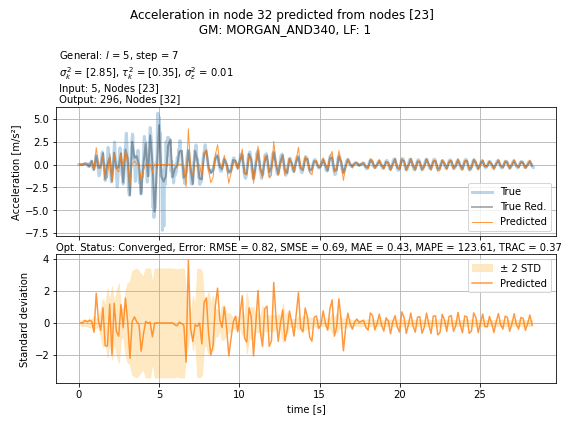 Acceleration in node 32 predicted from nodes [23]
GM: MORGAN_AND340, LF: 1
General: l = 5, step = 7
σ_k² = [2.85], τ_k² = [0.35], σ_ε² = 0.01
Input: 5, Nodes [23]
Output: 296, Nodes [32]
Acceleration [m/s²]
5.0
2.5
0.0
−2.5
−5.0
−7.5
True
True Red.
Predicted
Opt. Status: Converged, Error: RMSE = 0.82, SMSE = 0.69, MAE = 0.43, MAPE = 123.61, TRAC = 0.37
Standard deviation
4
2
0
−2
± 2 STD
Predicted
0 5 10 15 20 25
time [s]